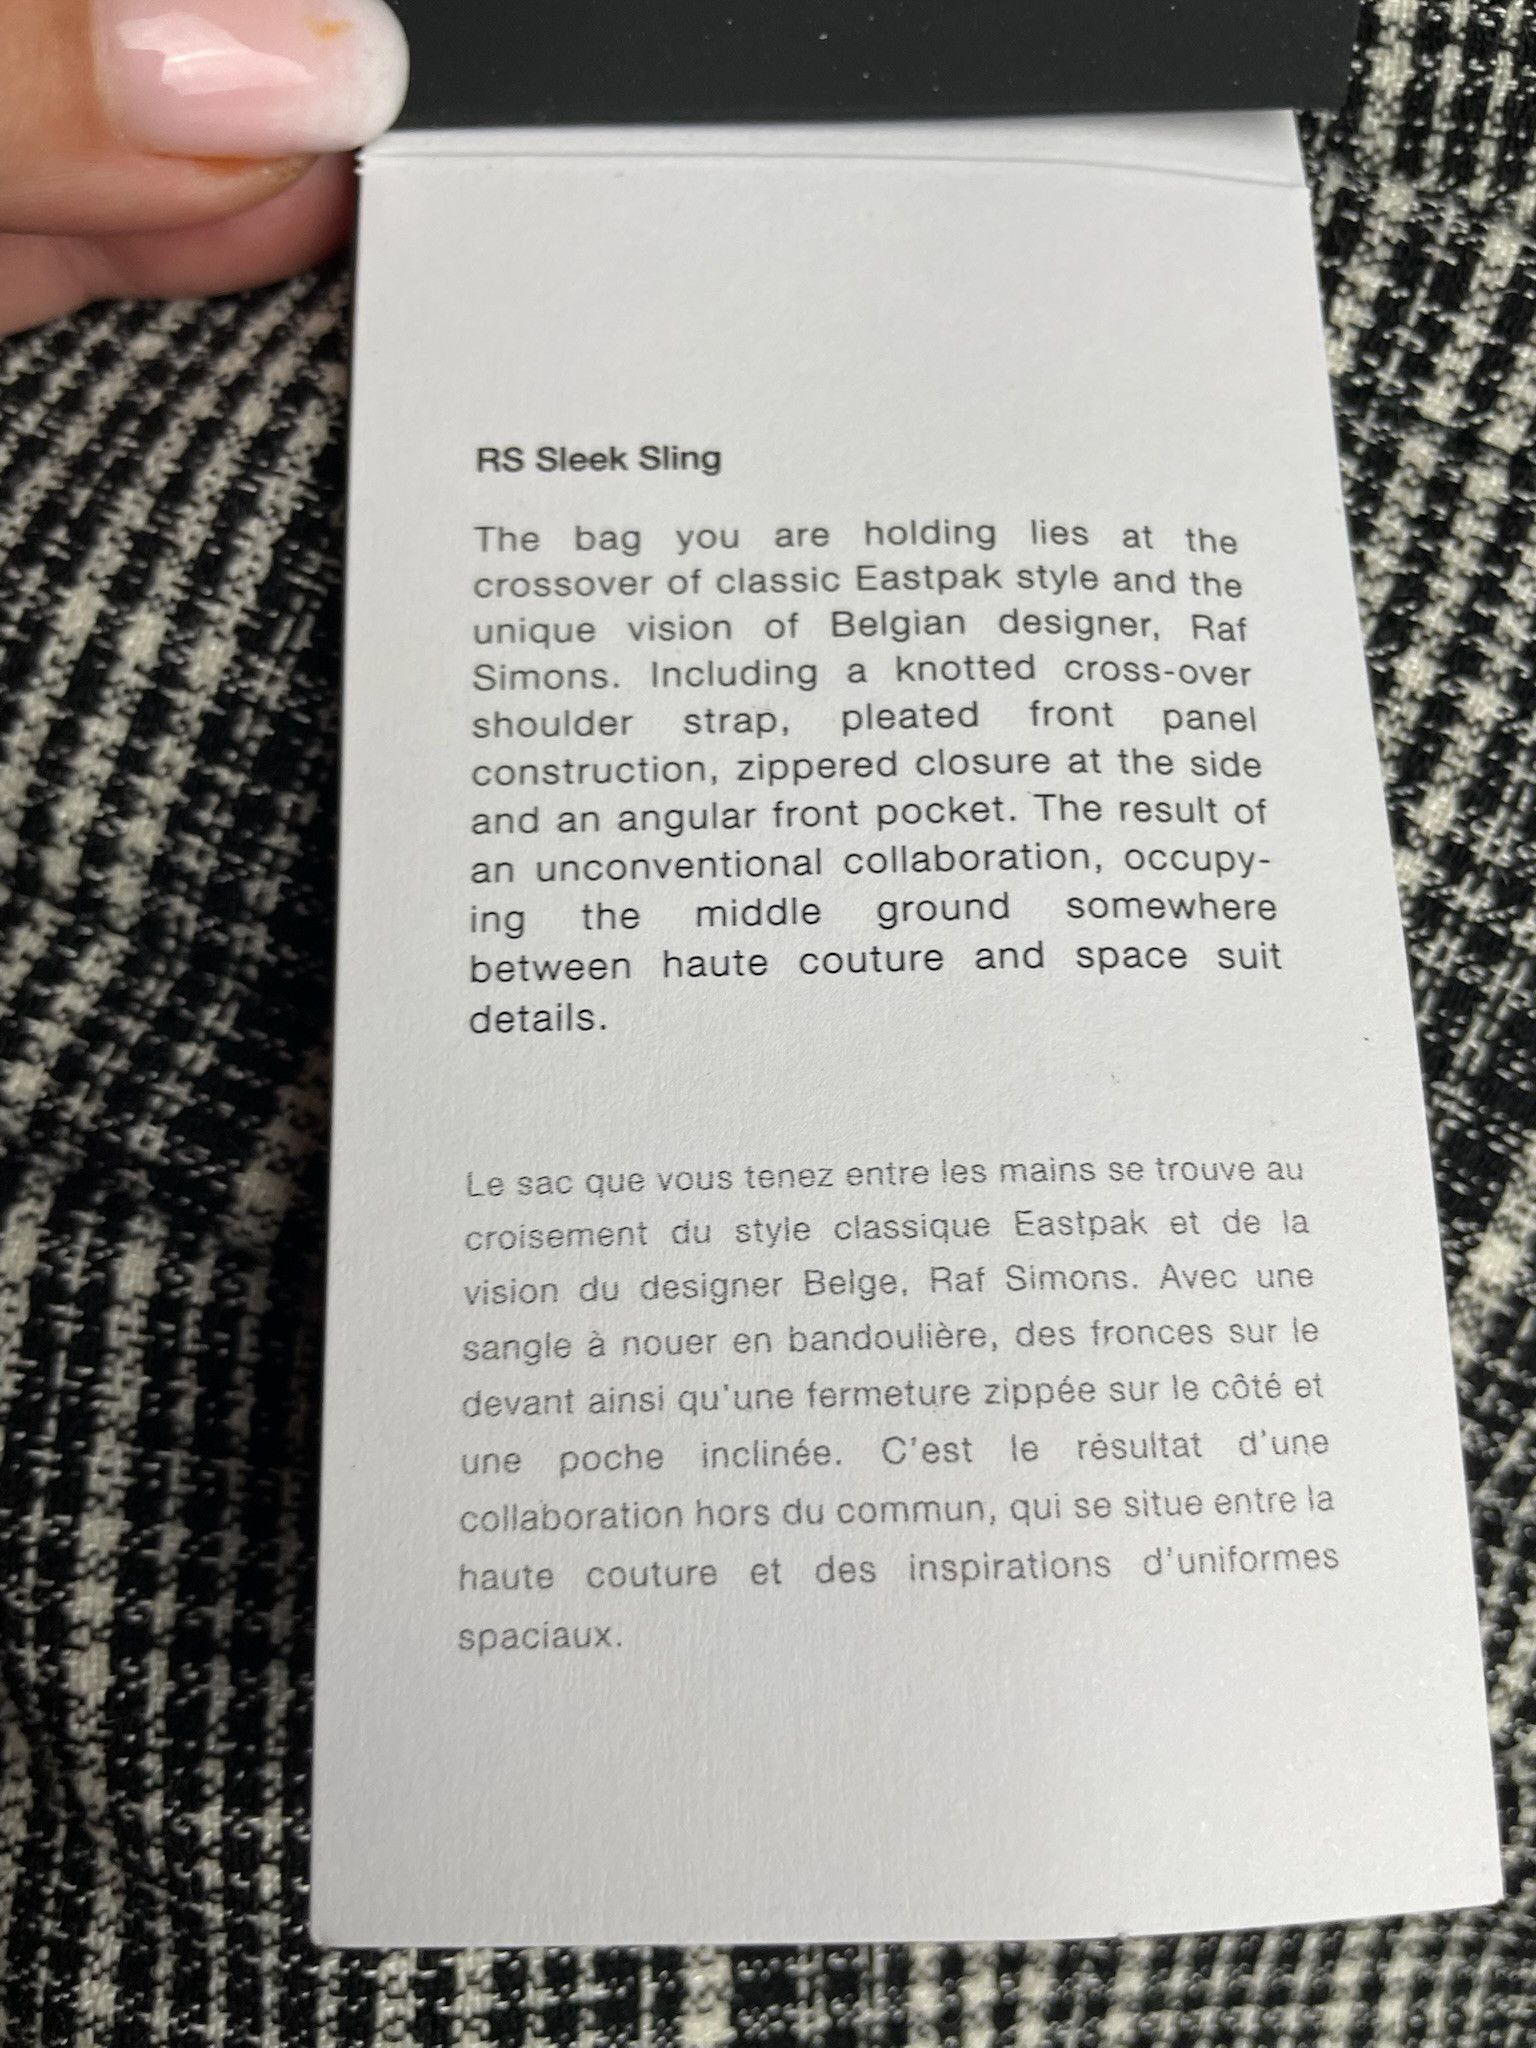 RS Sleek Sling
The bag you are holding lies at the
crossover of classic Eastpak style and the
unique vision of Belgian designer, Raf
Simons. Including a knotted cross-over
shoulder strap, pleated front panel
construction, zippered closure at the side
and an angular front pocket. The result of
an unconventional collaboration, occupy-
ing the middle ground somewhere
between haute couture and space suit
details.
Le sac que vous tenez entre les mains se trouve au
croisement du style classique Eastpak et de la
vision du designer Belge, Raf Simons. Avec une
sangle à nouer en bandoulière, des fronces sur le
devant ainsi qu'une fermeture zippée sur le côté et
une poche inclinée. C'est le résultat d'une
collaboration hors du commun, qui se situe entre la
haute couture et des inspirations d'uniformes
spaciaux.